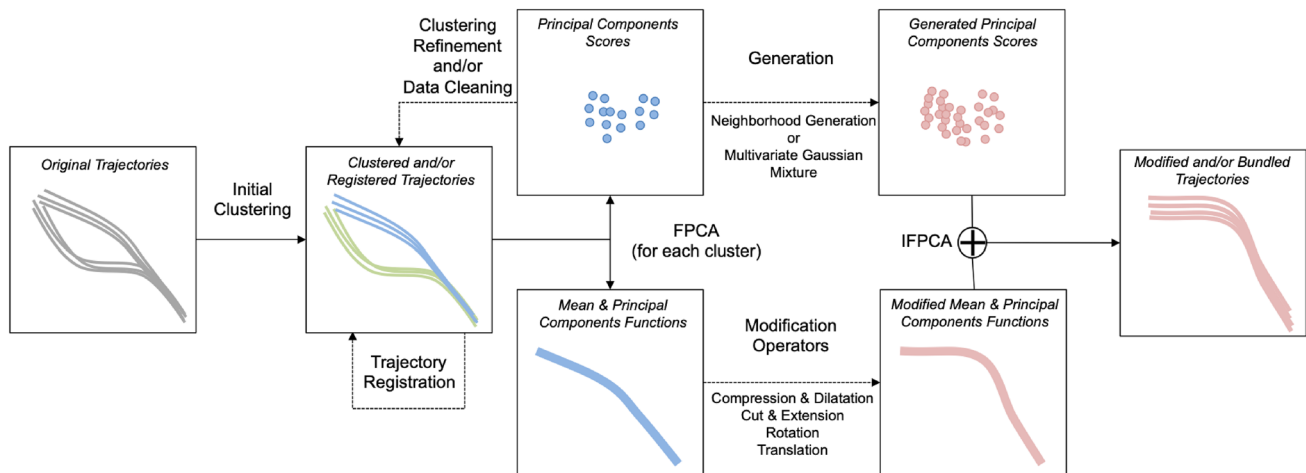 Original Trajectories
Initial
Clustering
Clustered and/or
Registered Trajectories
Trajectory
Registration
Clustering
Refinement
and/or
Data Cleaning
Principal Components
Scores
FPCA
(for each cluster)
Mean & Principal
Components Functions
Generation
Neighborhood Generation
or
Multivariate Gaussian
Mixture
Modification
Operators
Compression & Dilatation
Cut & Extension
Rotation
Translation
Generated Principal
Components Scores
IFPCA
Modified Mean & Principal
Components Functions
Modified and/or Bundled
Trajectories